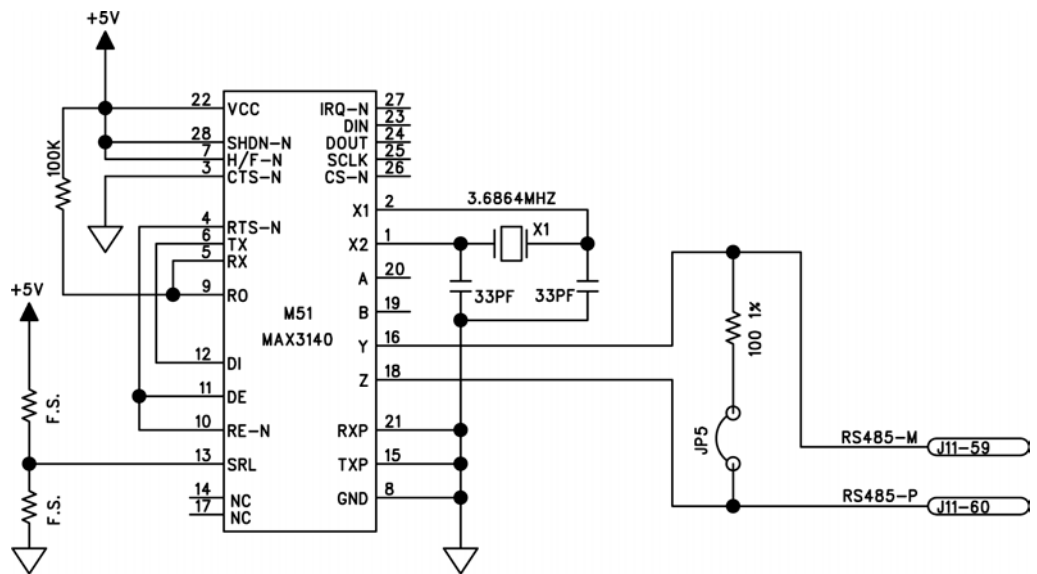 +5V
22 VCC IRQ-N 27
DIN 23
28 SHDN-N DOUT 24
7 H/F-N SCLK 25
3 CTS-N CS-N 26
100K
X1 2 3.6864MHZ
4 RTS-N
6 TX X2 1 X1
5 RX
A 20
9 RO
33PF 33PF
+5V
B 19
M51
MAX3140
Y 16
100 1%
12 DI
Z 18
11 DE
F.S.
10 RE-N RXP 21
JP5
RS485-M J11-59
13 SRL TXP 15
14 NC GND 8
RS485-P J11-60
17 NC
F.S.